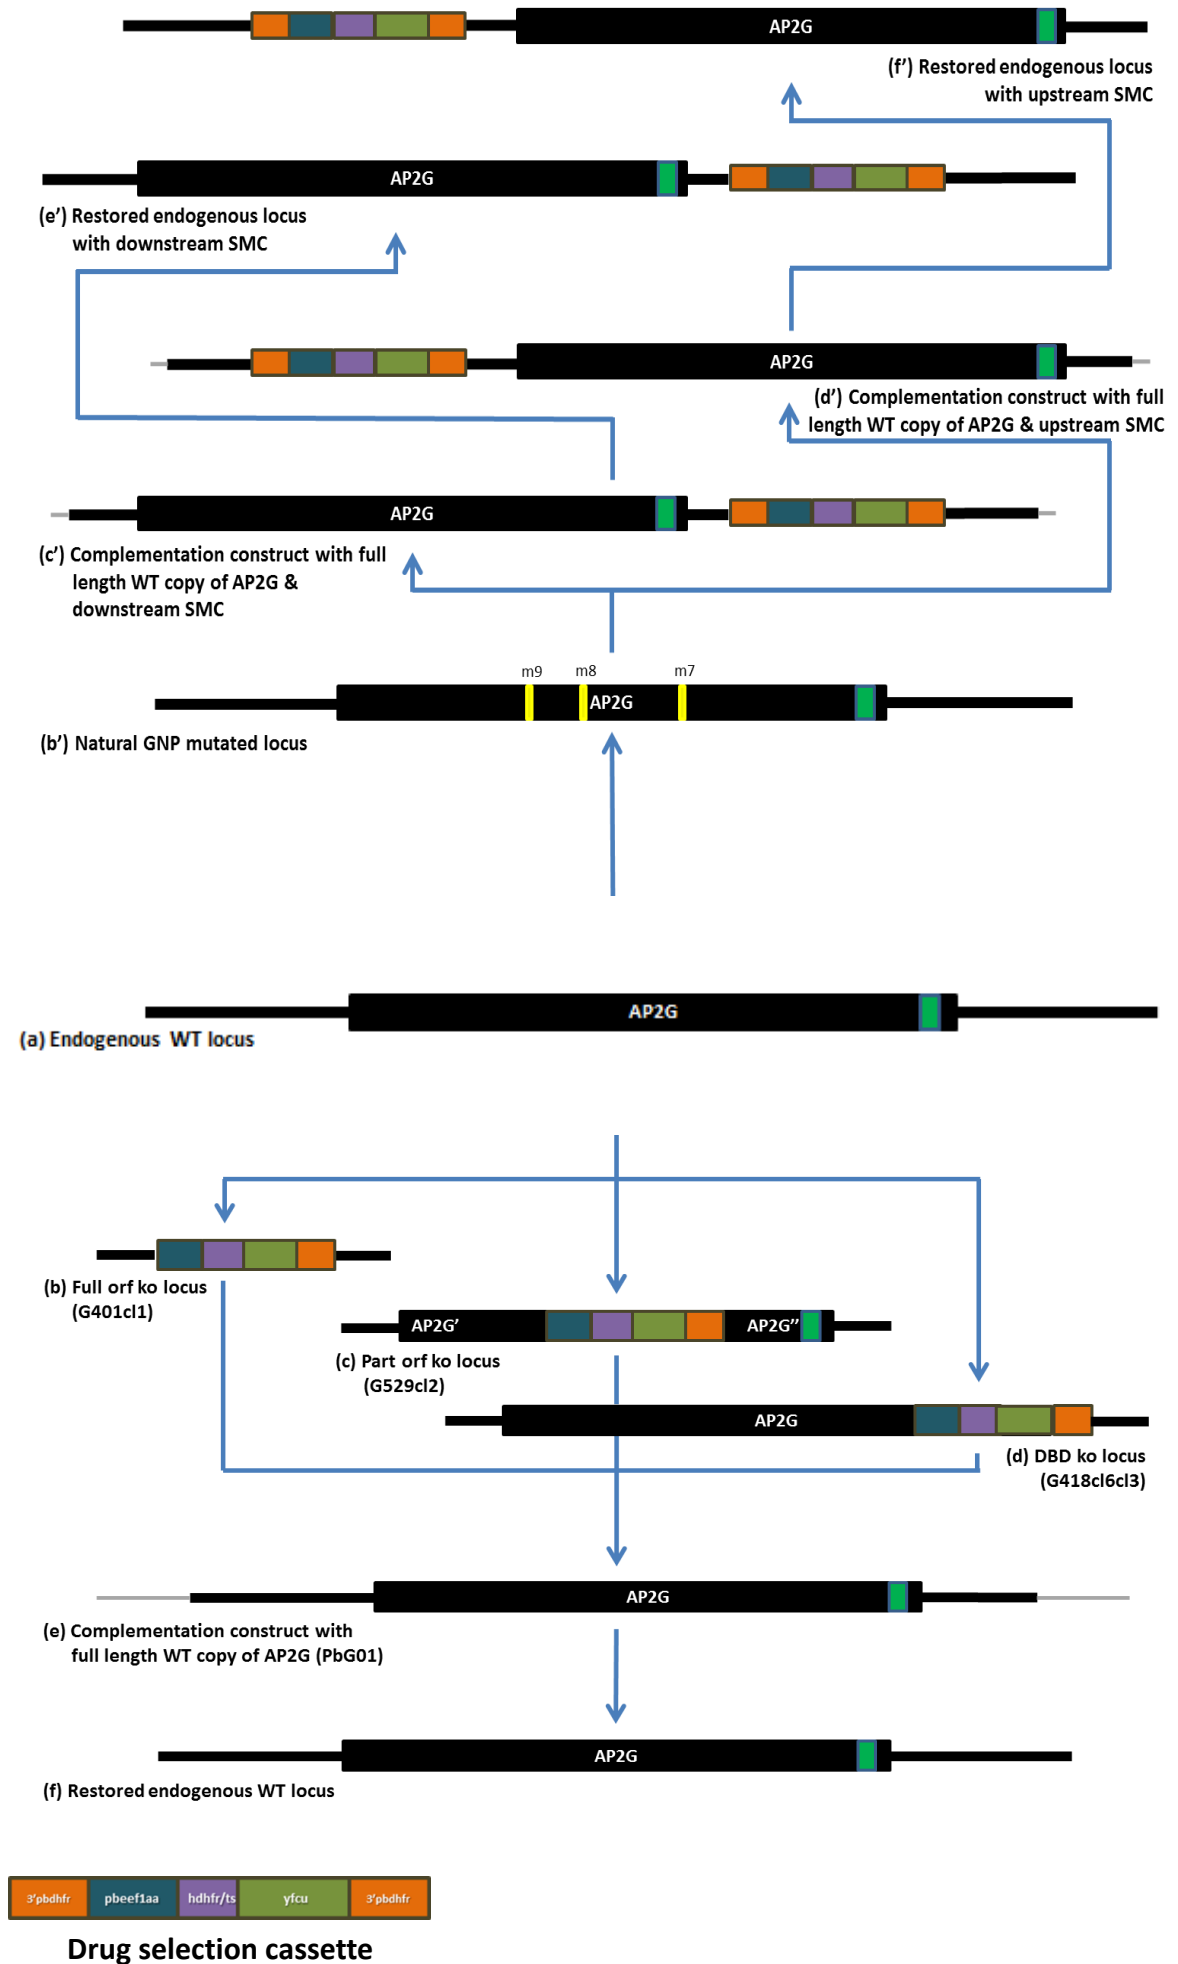 AP2G
(f’) Restored endogenous locus
with upstream SMC
AP2G
(e’) Restored endogenous locus
with downstream SMC
AP2G
(d’) Complementation construct with full
length WT copy of AP2G & upstream SMC
AP2G
(c’) Complementation construct with full
length WT copy of AP2G &
downstream SMC
m9 m8 m7
AP2G
(b’) Natural GNP mutated locus
AP2G
(a) Endogenous WT locus
(b) Full orf ko locus
(G401cl1)
AP2G’ AP2G’’
(c) Part orf ko locus
(G529cl2)
AP2G
(d) DBD ko locus
(G418cl6cl3)
AP2G
(e) Complementation construct with
full length WT copy of AP2G (PbG01)
AP2G
(f) Restored endogenous WT locus
3’pbdhfr pbeef1aa hdhfr/ts yfcu 3’pbdhfr
Drug selection cassette